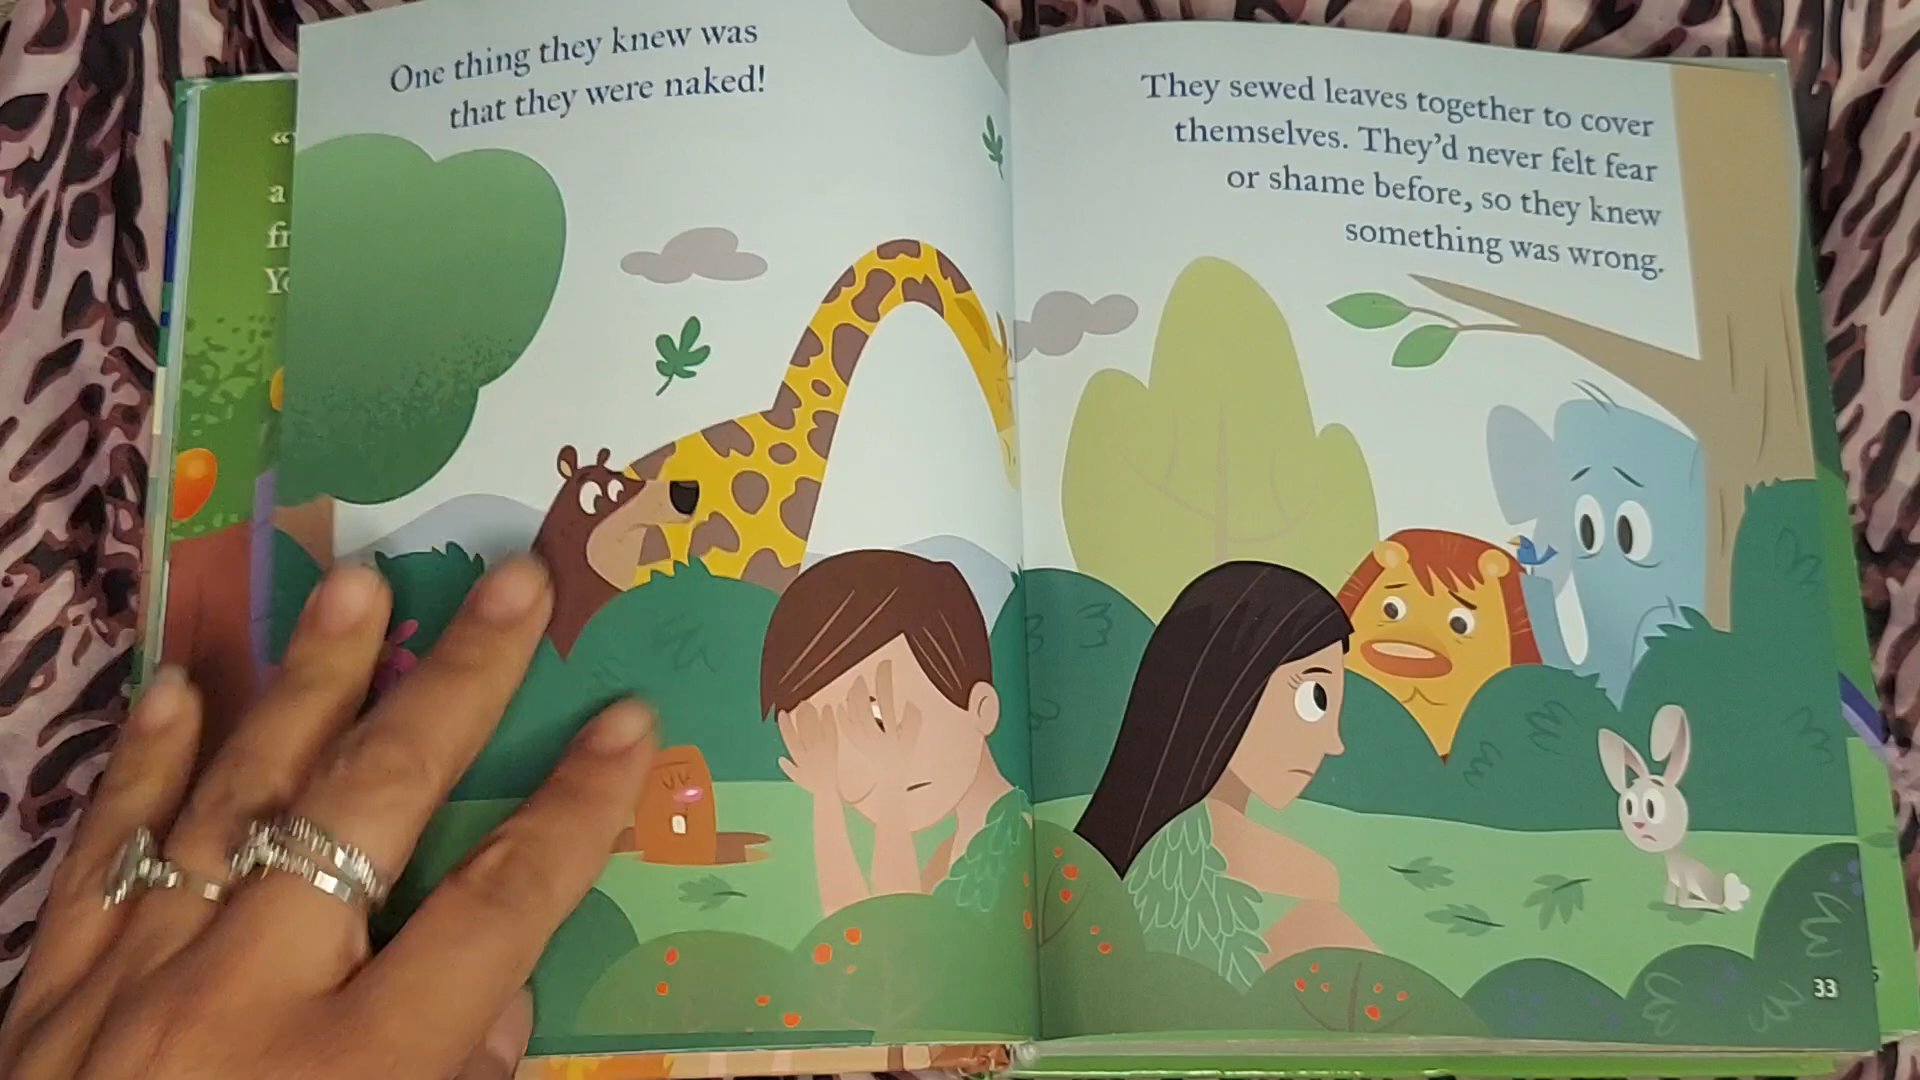 One thing they knew was
that they were naked!
They sewed leaves together to cover
themselves. They'd never felt fear
or shame before, so they knew
something was wrong.
33
"
a